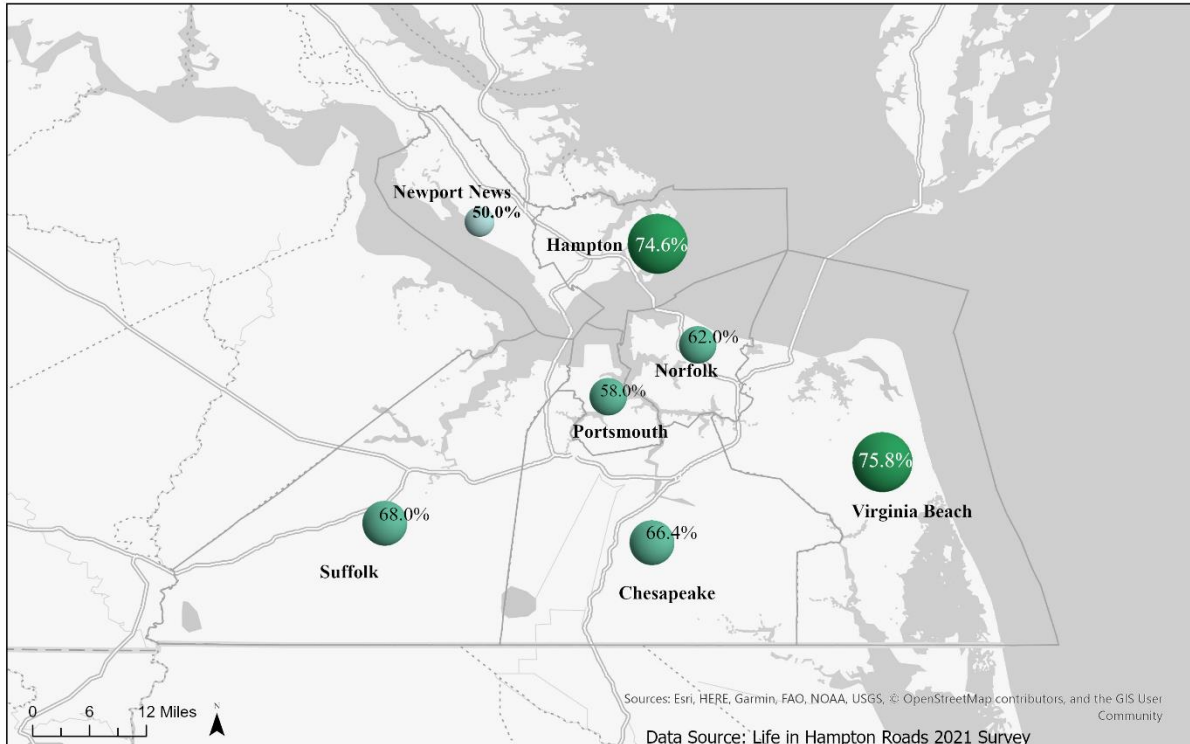 Newport News
50.0%
Hampton
74.6%
62.0%
Norfolk
58.0%
Portsmouth
75.8%
Virginia Beach
68.0%
Suffolk
66.4%
Chesapeake
Sources: Esri, HERE, Garmin, FAO, NOAA, USGS, © OpenStreetMap contributors, and the GIS User
Community
0 6 12 Miles
N
Data Source: Life in Hampton Roads 2021 Survey